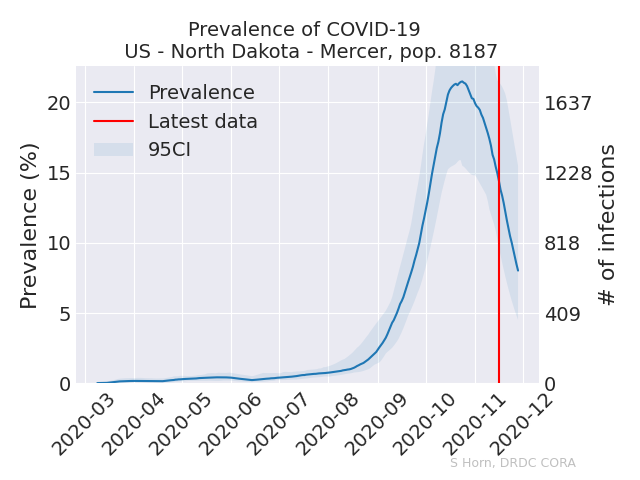 Prevalence of COVID-19
US - North Dakota - Mercer, pop. 8187
Prevalence
Latest data
95CI
Prevalence (%)
20
15
10
5
0
1637
1228
818
409
0
# of infections
2020-03
2020-04
2020-05
2020-06
2020-07
2020-08
2020-09
2020-10
2020-11
2020-12
S Horn, DRDC CORA